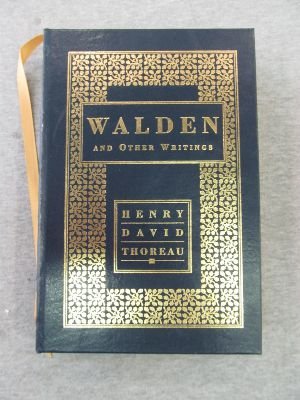 WALDEN
AND OTHER WRITINGS
HENRY
DAVID
THOREAU